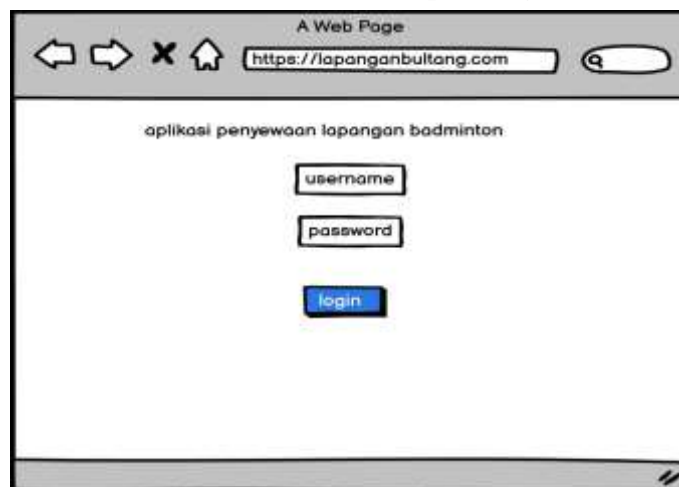 A Web Page
https://lapanganbultang.com
aplikasi penyewaan lapangan badminton
username
password
login